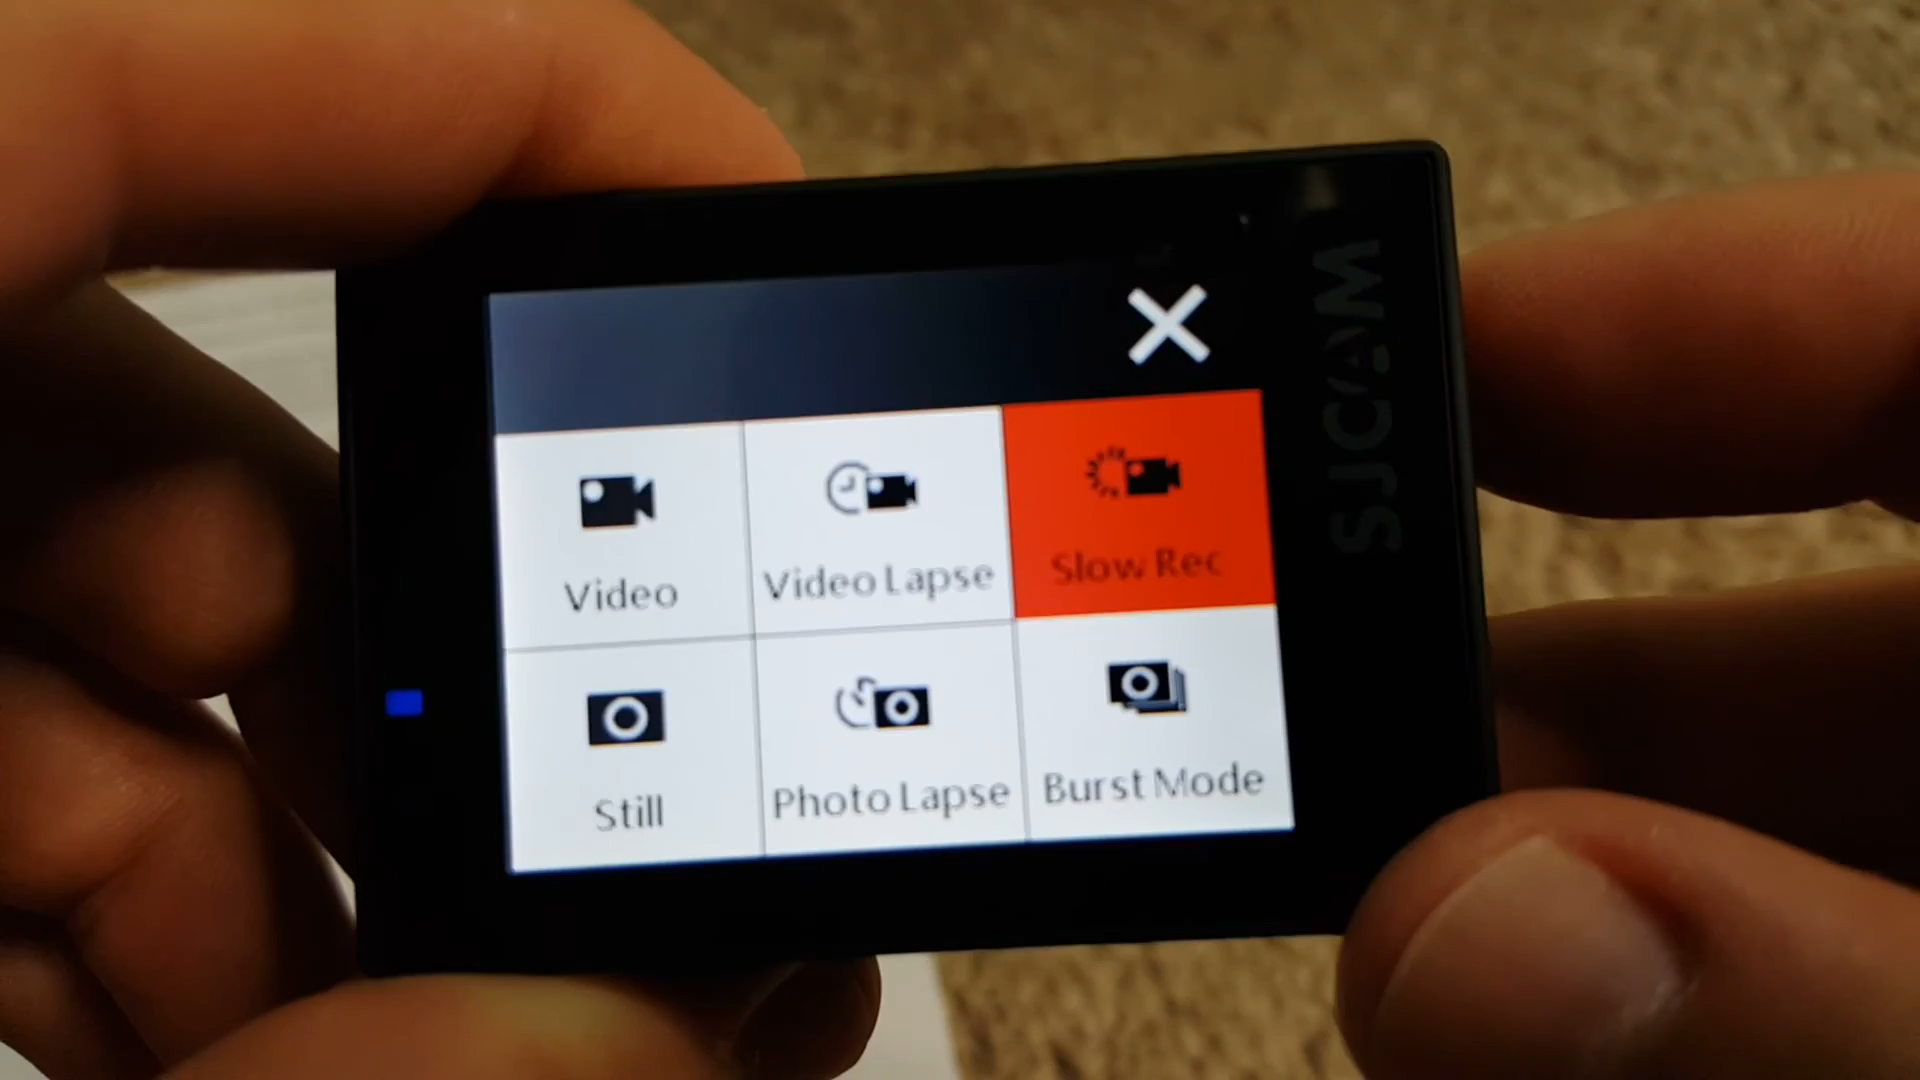 SJCAM
Video
Video Lapse
Slow Rec
Still
Photo Lapse
Burst Mode